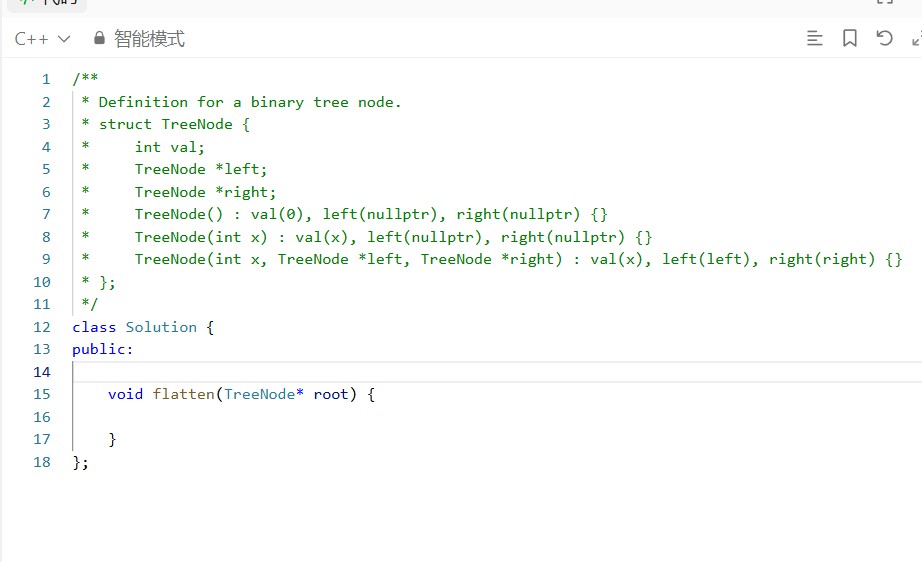 代码
C++ 智能模式
1 /**
2 * Definition for a binary tree node.
3 * struct TreeNode {
4 *     int val;
5 *     TreeNode *left;
6 *     TreeNode *right;
7 *     TreeNode() : val(0), left(nullptr), right(nullptr) {}
8 *     TreeNode(int x) : val(x), left(nullptr), right(nullptr) {}
9 *     TreeNode(int x, TreeNode *left, TreeNode *right) : val(x), left(left), right(right) {}
10 * };
11 */
12 class Solution {
13 public:
14
15     void flatten(TreeNode* root) {
16
17     }
18 };